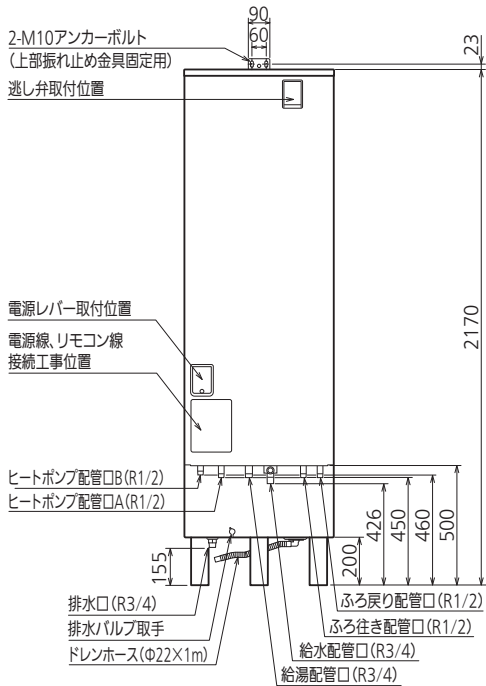 90
60
23
2-M10アンカーボルト
(上部振れ止め金具固定用)
逃し弁取付位置
2170
電源レバー取付位置
電源線、リモコン線
接続工事位置
ヒートポンプ配管口B(R1/2)
ヒートポンプ配管口A(R1/2)
155
200
426
450
460
500
排水口(R3/4)
排水バルブ取手
ドレンホース(Φ22×1m)
ふろ戻り配管口(R1/2)
ふろ往き配管口(R1/2)
給水配管口(R3/4)
給湯配管口(R3/4)